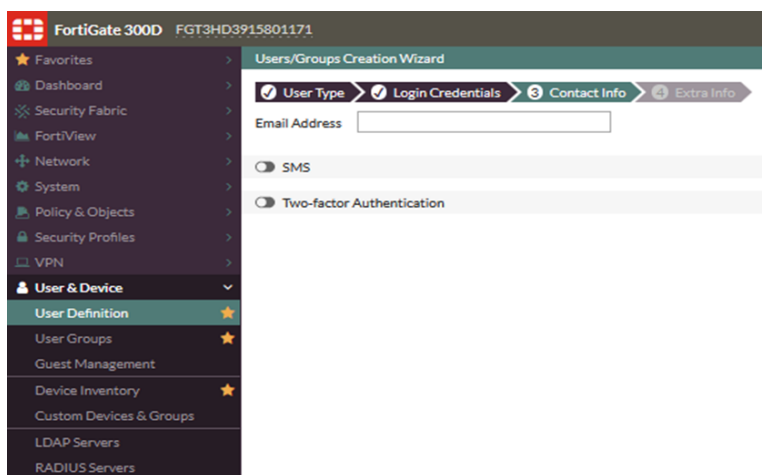 FortiGate 300D FGT3HD3915801171
Favorites
Dashboard
Security Fabric
FortiView
Network
System
Policy & Objects
Security Profiles
VPN
User & Device
User Definition
User Groups
Guest Management
Device Inventory
Custom Devices & Groups
LDAP Servers
RADIUS Servers
Users/Groups Creation Wizard
User Type Login Credentials 3 Contact Info 4 Extra Info
Email Address
SMS
Two-factor Authentication